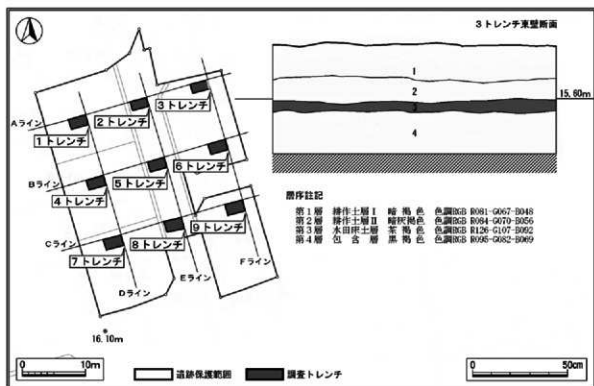 3トレンチ東壁断面
1
2
15.60m
3
4
Aライン
1トレンチ
2トレンチ
3トレンチ
Bライン
4トレンチ
5トレンチ
6トレンチ
Cライン
7トレンチ
8トレンチ
9トレンチ
Dライン
Eライン
Fライン
16.10m
層序註記
第1層 耕作土層Ⅰ 暗褐色 色調RGB R081-G067-B048
第2層 耕作土層Ⅱ 暗灰褐色 色調RGB R084-G070-B056
第3層 水田床土層 茶褐色 色調RGB R126-G107-B092
第4層 包含層 黒褐色 色調RGB R095-G082-B069
0 10m
遺跡保護範囲
調査トレンチ
0 50cm